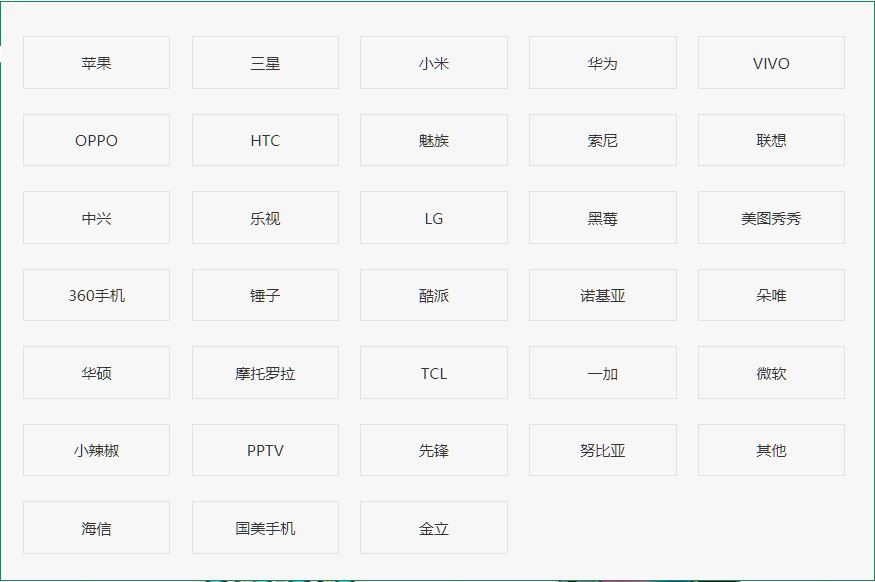 苹果 三星 小米 华为 VIVO
OPPO HTC 魅族 索尼 联想
中兴 乐视 LG 黑莓 美图秀秀
360手机 锤子 酷派 诺基亚 朵唯
华硕 摩托罗拉 TCL 一加 微软
小辣椒 PPTV 先锋 努比亚 其他
海信 国美手机 金立